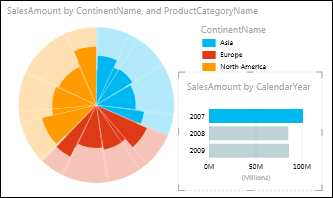 SalesAmount by ContinentName, and ProductCategoryName
ContinentName
Asia
Europe
North America
SalesAmount by CalendarYear
2007
2008
2009
0M 50M 100M
(Millions)